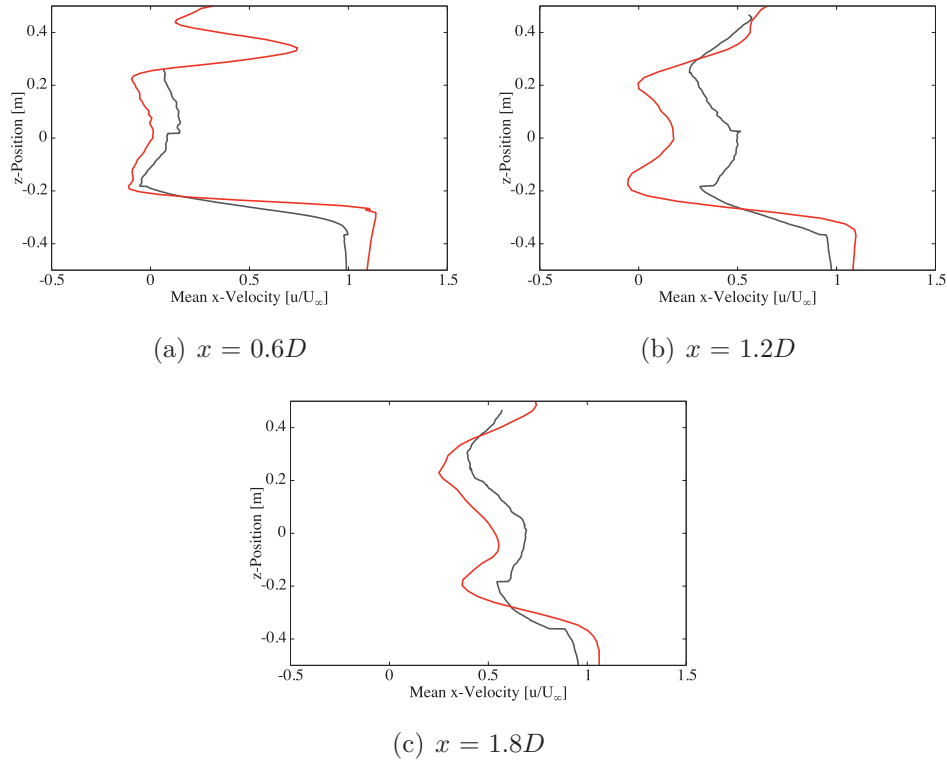 0.4
0.2
0
-0.2
-0.4
z-Position [m]
-0.5 0 0.5 1 1.5
Mean x-Velocity [u/U∞]
(a) x = 0.6D
0.4
0.2
0
-0.2
-0.4
z-Position [m]
-0.5 0 0.5 1 1.5
Mean x-Velocity [u/U∞]
(b) x = 1.2D
0.4
0.2
0
-0.2
-0.4
z-Position [m]
-0.5 0 0.5 1 1.5
Mean x-Velocity [u/U∞]
(c) x = 1.8D